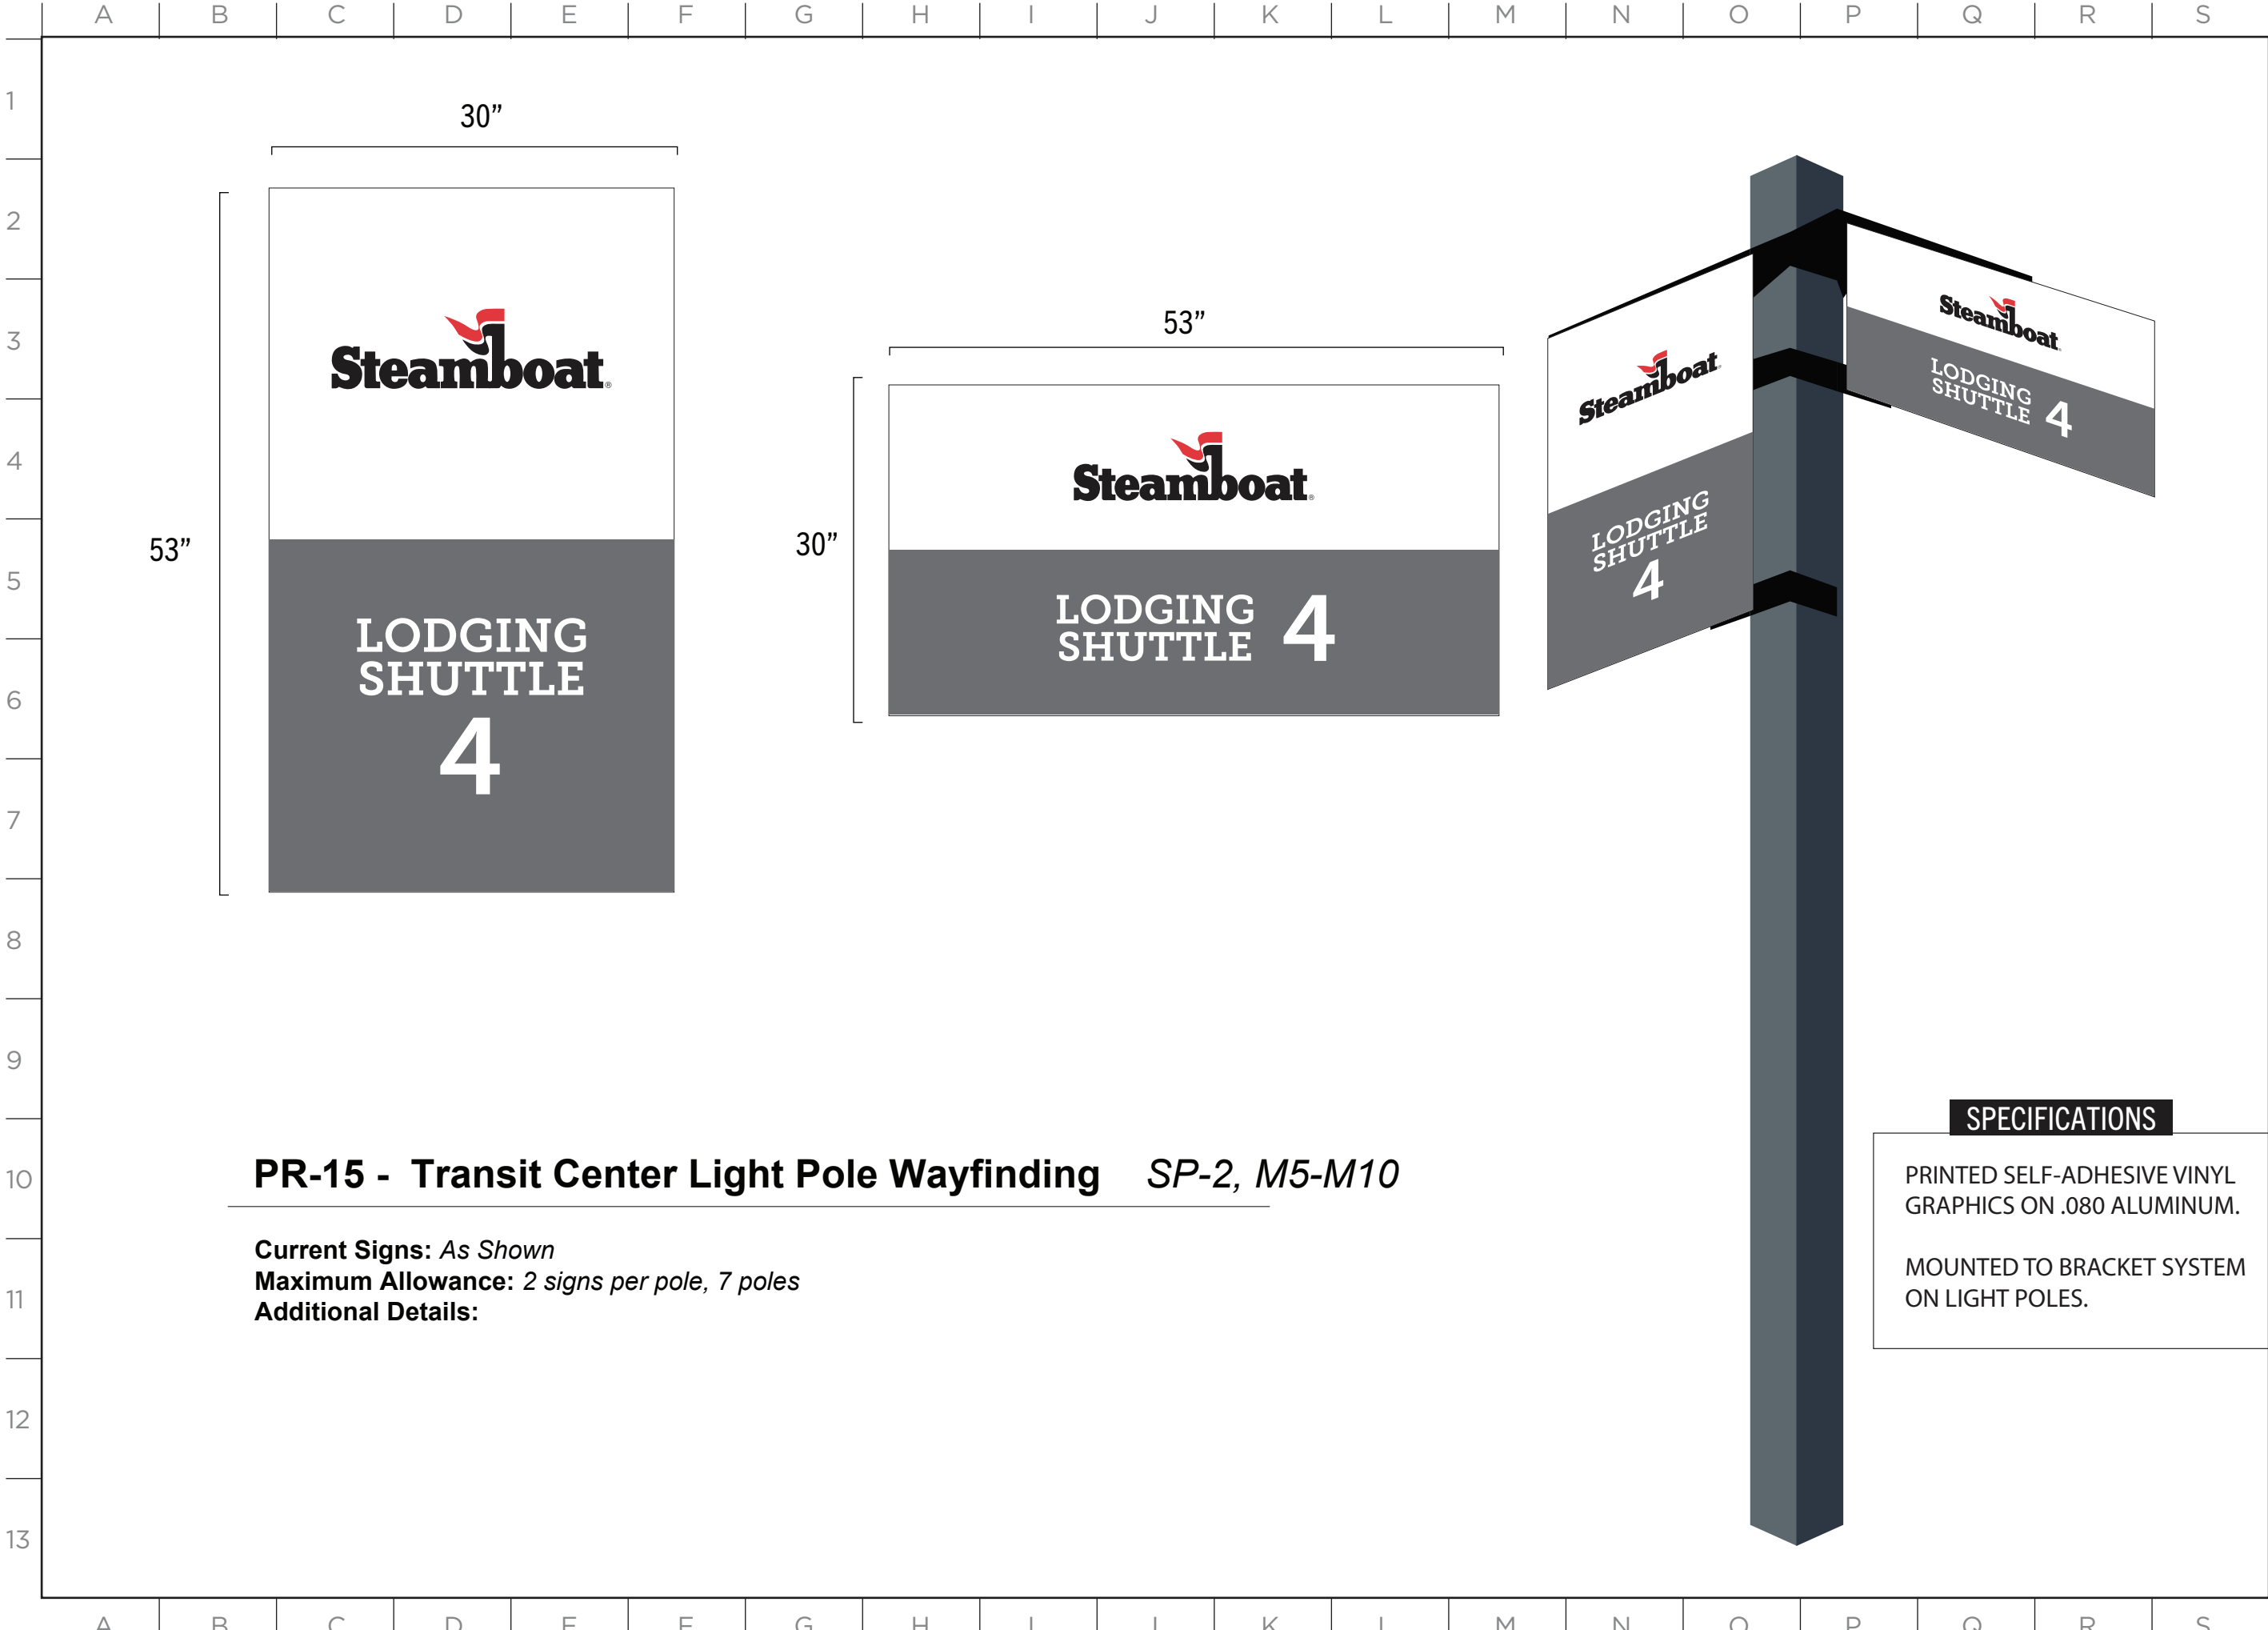 A B C D E F G H I J K L M N O P Q R S
1
2
3
4
5
6
7
8
9
10
11
12
13
30”
53”
Steamboat®
LODGING
SHUTTLE
4
53”
30”
Steamboat®
LODGING
SHUTTLE 4
Steamboat
LODGING
SHUTTLE
4
Steamboat
LODGING
SHUTTLE 4
PR-15 - Transit Center Light Pole Wayfinding SP-2, M5-M10
Current Signs: As Shown
Maximum Allowance: 2 signs per pole, 7 poles
Additional Details:
SPECIFICATIONS
PRINTED SELF-ADHESIVE VINYL
GRAPHICS ON .080 ALUMINUM.
MOUNTED TO BRACKET SYSTEM
ON LIGHT POLES.
A B C D E F G H I J K L M N O P Q R S